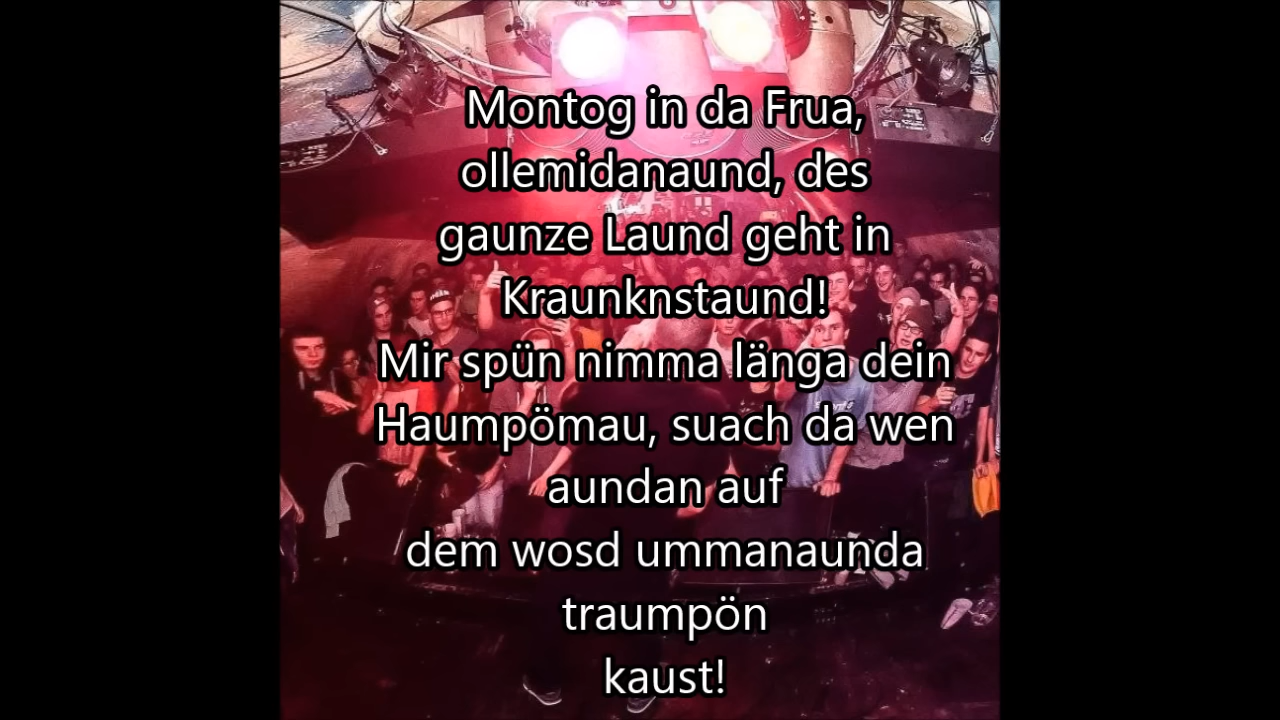 Montog in da Frua,
ollemidanaund, des
gaunze Laund geht in
Kraunknstaund!
Mir spün nimma länga dein
Haumpömau, suach da wen
aundan auf
dem wosd ummanaunda
traumpön
kaust!